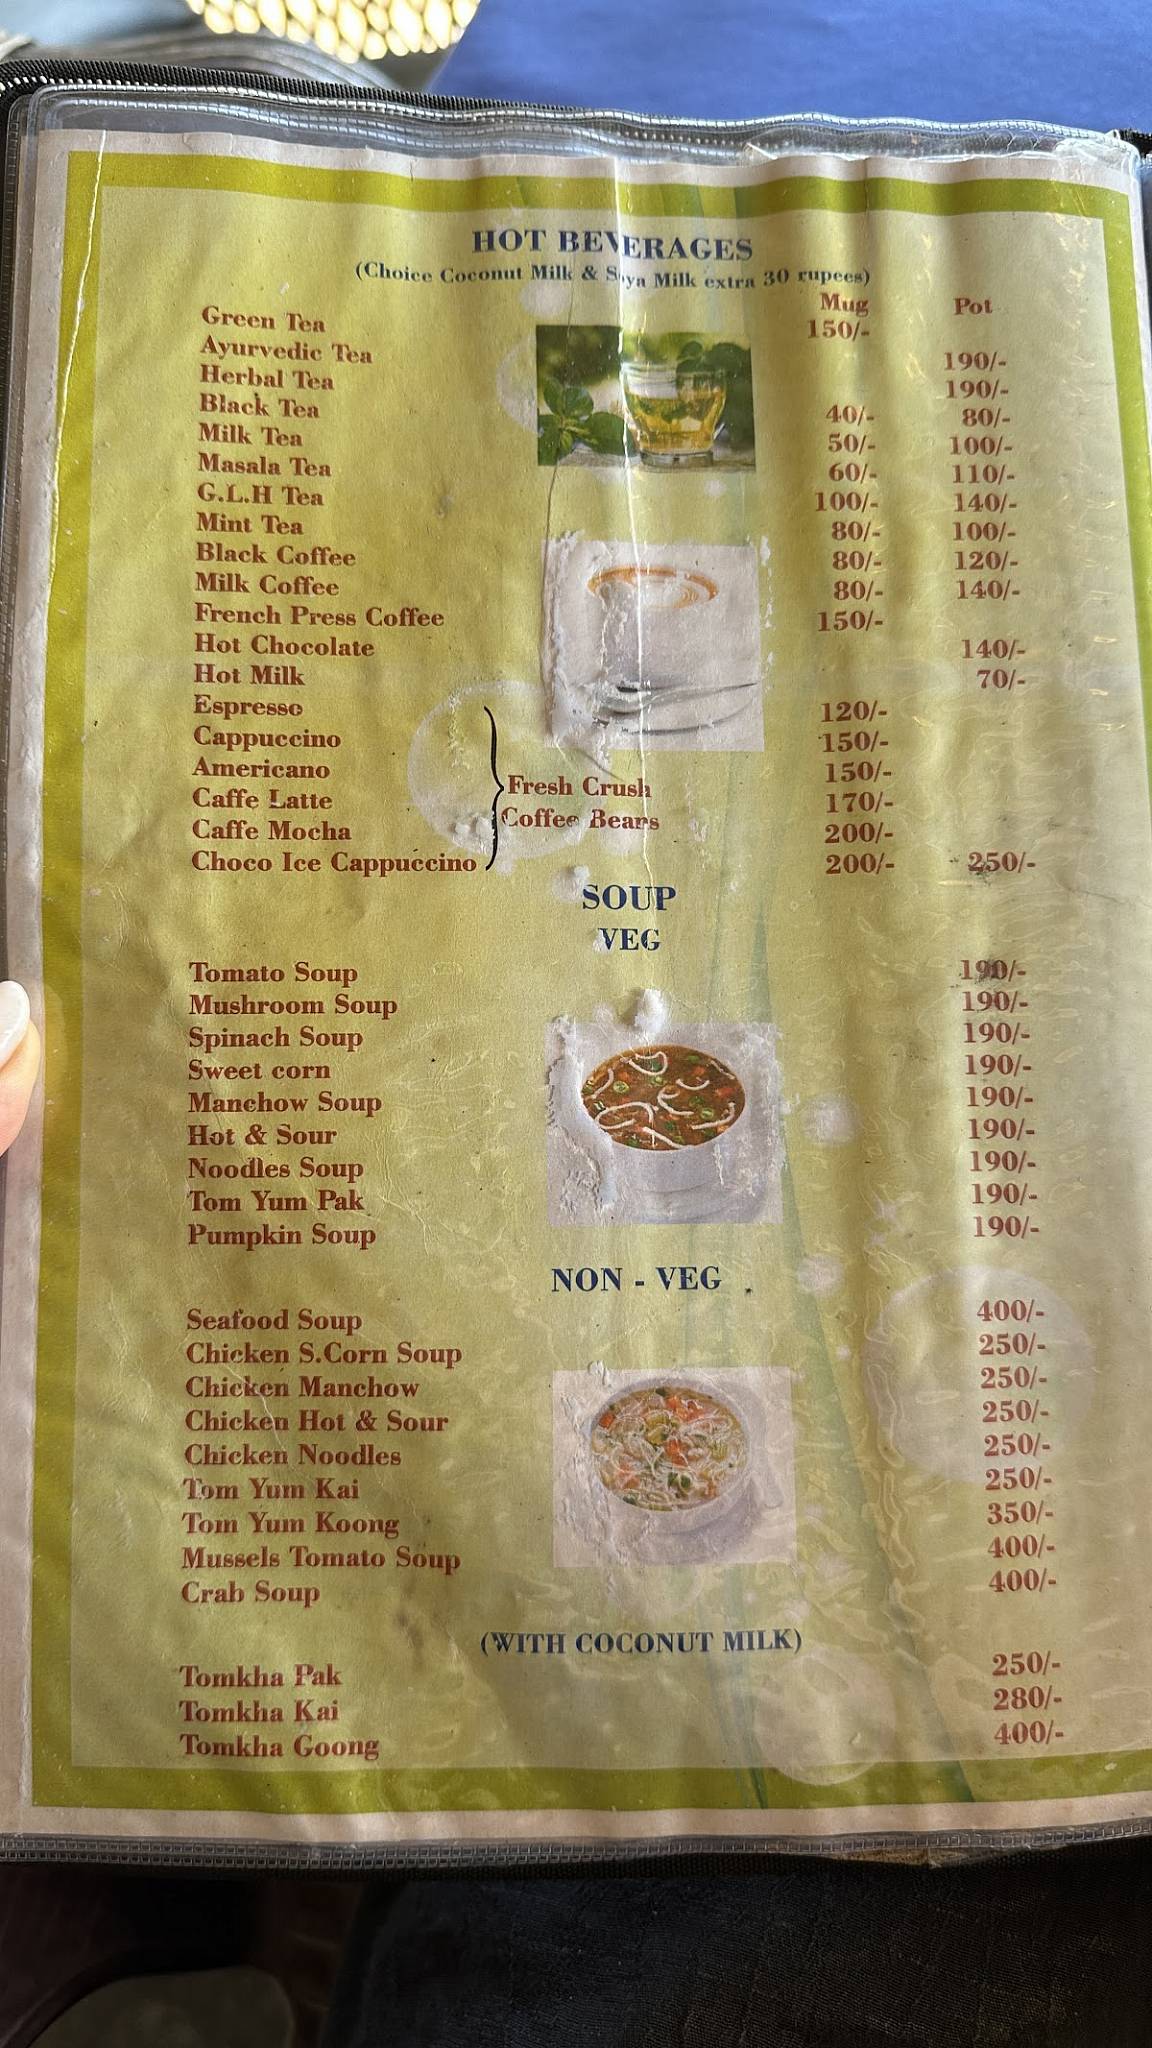 HOT BEVERAGES
(Choice Coconut Milk & Soya Milk extra 30 rupees)
Mug Pot
Green Tea 150/-
Ayurvedic Tea 190/-
Herbal Tea 190/-
Black Tea 40/- 80/-
Milk Tea 50/- 100/-
Masala Tea 60/- 110/-
G.L.H Tea 100/- 140/-
Mint Tea 80/- 100/-
Black Coffee 80/- 120/-
Milk Coffee 80/- 140/-
French Press Coffee 150/-
Hot Chocolate 140/-
Hot Milk 70/-
Espresso 120/-
Cappuccino 150/-
Americano 150/-
Fresh Crush
Caffe Latte 170/-
Coffee Beans
Caffe Mocha 200/-
Choco Ice Cappuccino 200/- 250/-
SOUP
VEG
Tomato Soup 190/-
Mushroom Soup 190/-
Spinach Soup 190/-
Sweet corn 190/-
Manchow Soup 190/-
Hot & Sour 190/-
Noodles Soup 190/-
Tom Yum Pak 190/-
Pumpkin Soup 190/-
NON - VEG
Seafood Soup 400/-
Chicken S.Corn Soup 250/-
Chicken Manchow 250/-
Chicken Hot & Sour 250/-
Chicken Noodles 250/-
Tom Yum Kai 250/-
Tom Yum Koong 350/-
Mussels Tomato Soup 400/-
Crab Soup 400/-
(WITH COCONUT MILK)
Tomkha Pak 250/-
Tomkha Kai 280/-
Tomkha Goong 400/-